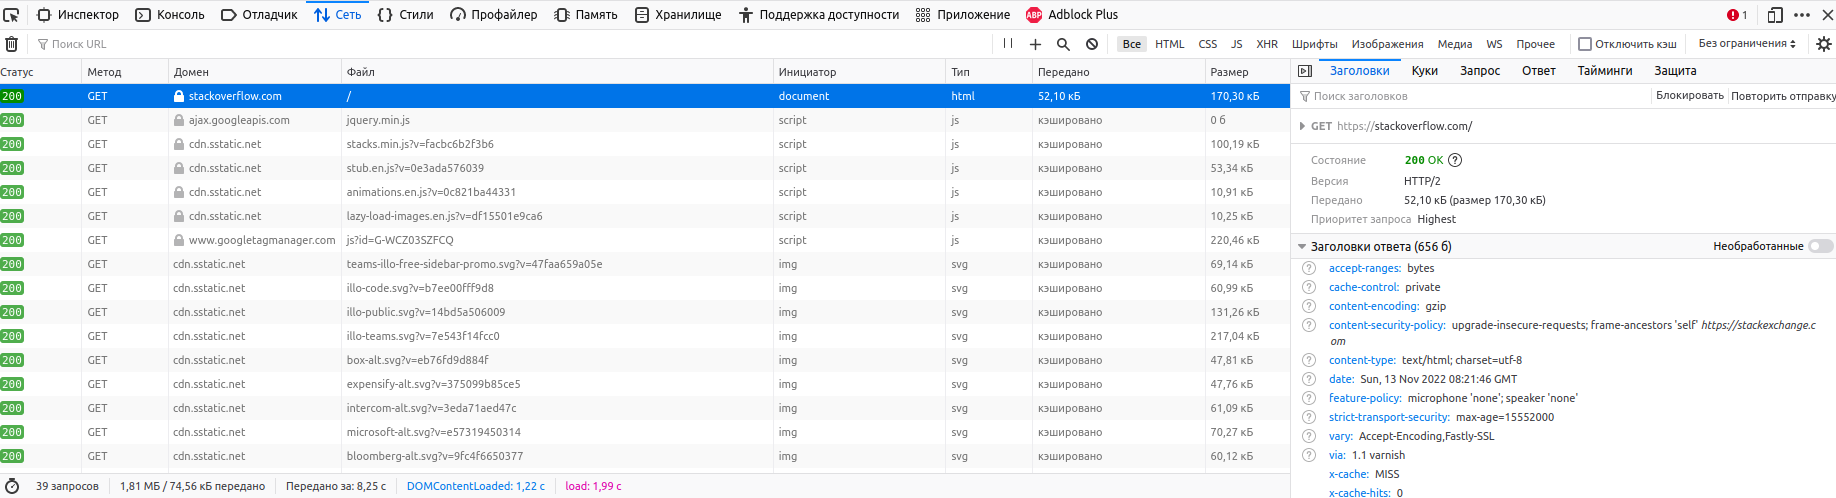 Инспектор Консоль Отладчик Сеть Стили Профайлер Память Хранилище Поддержка доступности Приложение ABP Adblock Plus 1
Поиск URL Все HTML CSS JS XHR Шрифты Изображения Медиа WS Прочее Отключить кэш Без ограничения
Статус Метод Домен Файл Инициатор Тип Передано Размер
200 GET stackoverflow.com / document html 52,10 кБ 170,30 кБ
200 GET ajax.googleapis.com jquery.min.js script js кэшировано 0 б
200 GET cdn.sstatic.net stacks.min.js?v=facbc6b2f3b6 script js кэшировано 100,19 кБ
200 GET cdn.sstatic.net stub.en.js?v=0e3ada576039 script js кэшировано 53,34 кБ
200 GET cdn.sstatic.net animations.en.js?v=0c821ba44331 script js кэшировано 10,91 кБ
200 GET cdn.sstatic.net lazy-load-images.en.js?v=df15501e9ca6 script js кэшировано 10,25 кБ
200 GET www.googletagmanager.com js?id=G-WCZ03SZFCQ script js кэшировано 220,46 кБ
200 GET cdn.sstatic.net teams-illo-free-sidebar-promo.svg?v=47faa659a05e img svg кэшировано 69,14 кБ
200 GET cdn.sstatic.net illo-code.svg?v=b7ee00fff9d8 img svg кэшировано 60,99 кБ
200 GET cdn.sstatic.net illo-public.svg?v=14bd5a506009 img svg кэшировано 131,26 кБ
200 GET cdn.sstatic.net illo-teams.svg?v=7e543f14fcc0 img svg кэшировано 217,04 кБ
200 GET cdn.sstatic.net box-alt.svg?v=eb76fd9d884f img svg кэшировано 47,81 кБ
200 GET cdn.sstatic.net expensify-alt.svg?v=375099b85ce5 img svg кэшировано 47,76 кБ
200 GET cdn.sstatic.net intercom-alt.svg?v=3eda71aed47c img svg кэшировано 61,09 кБ
200 GET cdn.sstatic.net microsoft-alt.svg?v=e57319450314 img svg кэшировано 70,27 кБ
200 GET cdn.sstatic.net bloomberg-alt.svg?v=9fc4f6650377 img svg кэшировано 60,12 кБ
39 запросов 1,81 МБ / 74,56 кБ передано Передано за: 8,25 с DOMContentLoaded: 1,22 с load: 1,99 с
Заголовки Куки Запрос Ответ Тайминги Защита
Поиск заголовков Блокировать Повторить отправку
GET https://stackoverflow.com/
Состояние 200 OK ?
Версия HTTP/2
Передано 52,10 кБ (размер 170,30 кБ)
Приоритет запроса Highest
Заголовки ответа (656 б) Необработанные
? accept-ranges: bytes
? cache-control: private
? content-encoding: gzip
? content-security-policy: upgrade-insecure-requests; frame-ancestors 'self' https://stackexchange.c
om
? content-type: text/html; charset=utf-8
? date: Sun, 13 Nov 2022 08:21:46 GMT
? feature-policy: microphone 'none'; speaker 'none'
? strict-transport-security: max-age=15552000
? vary: Accept-Encoding,Fastly-SSL
? via: 1.1 varnish
x-cache: MISS
x-cache-hits: 0